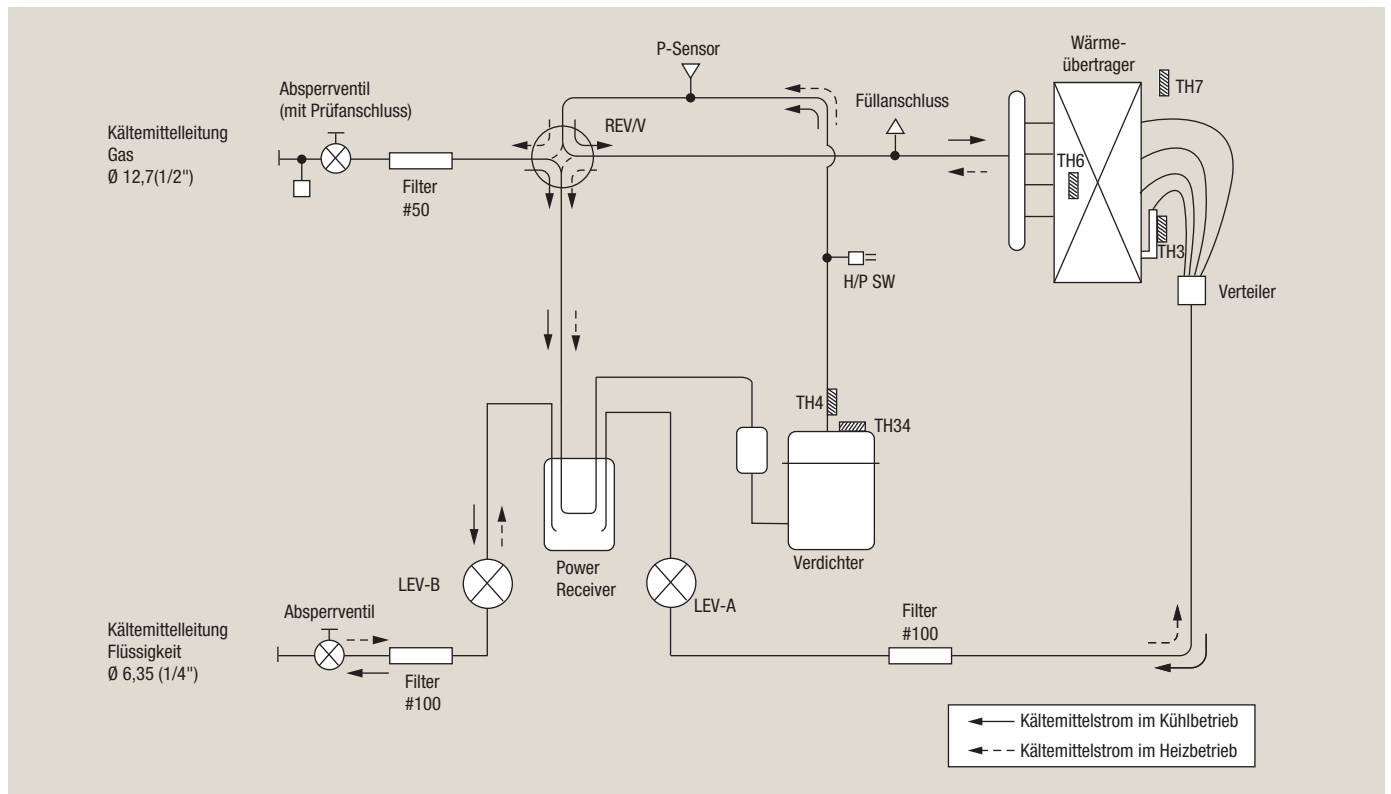 P-Sensor
Wärme-
übertrager
TH7
Absperrventil
(mit Prüfanschluss)
Füllanschluss
REV/V
Kältemittelleitung
Gas
Ø 12,7(1/2")
TH6
Filter
#50
TH3
H/P SW
Verteiler
TH4
TH34
Verdichter
Power
Receiver
LEV-B
LEV-A
Absperrventil
Filter
#100
Kältemittelleitung
Flüssigkeit
Ø 6,35 (1/4")
Filter
#100
Kältemittelstrom im Kühlbetrieb
Kältemittelstrom im Heizbetrieb